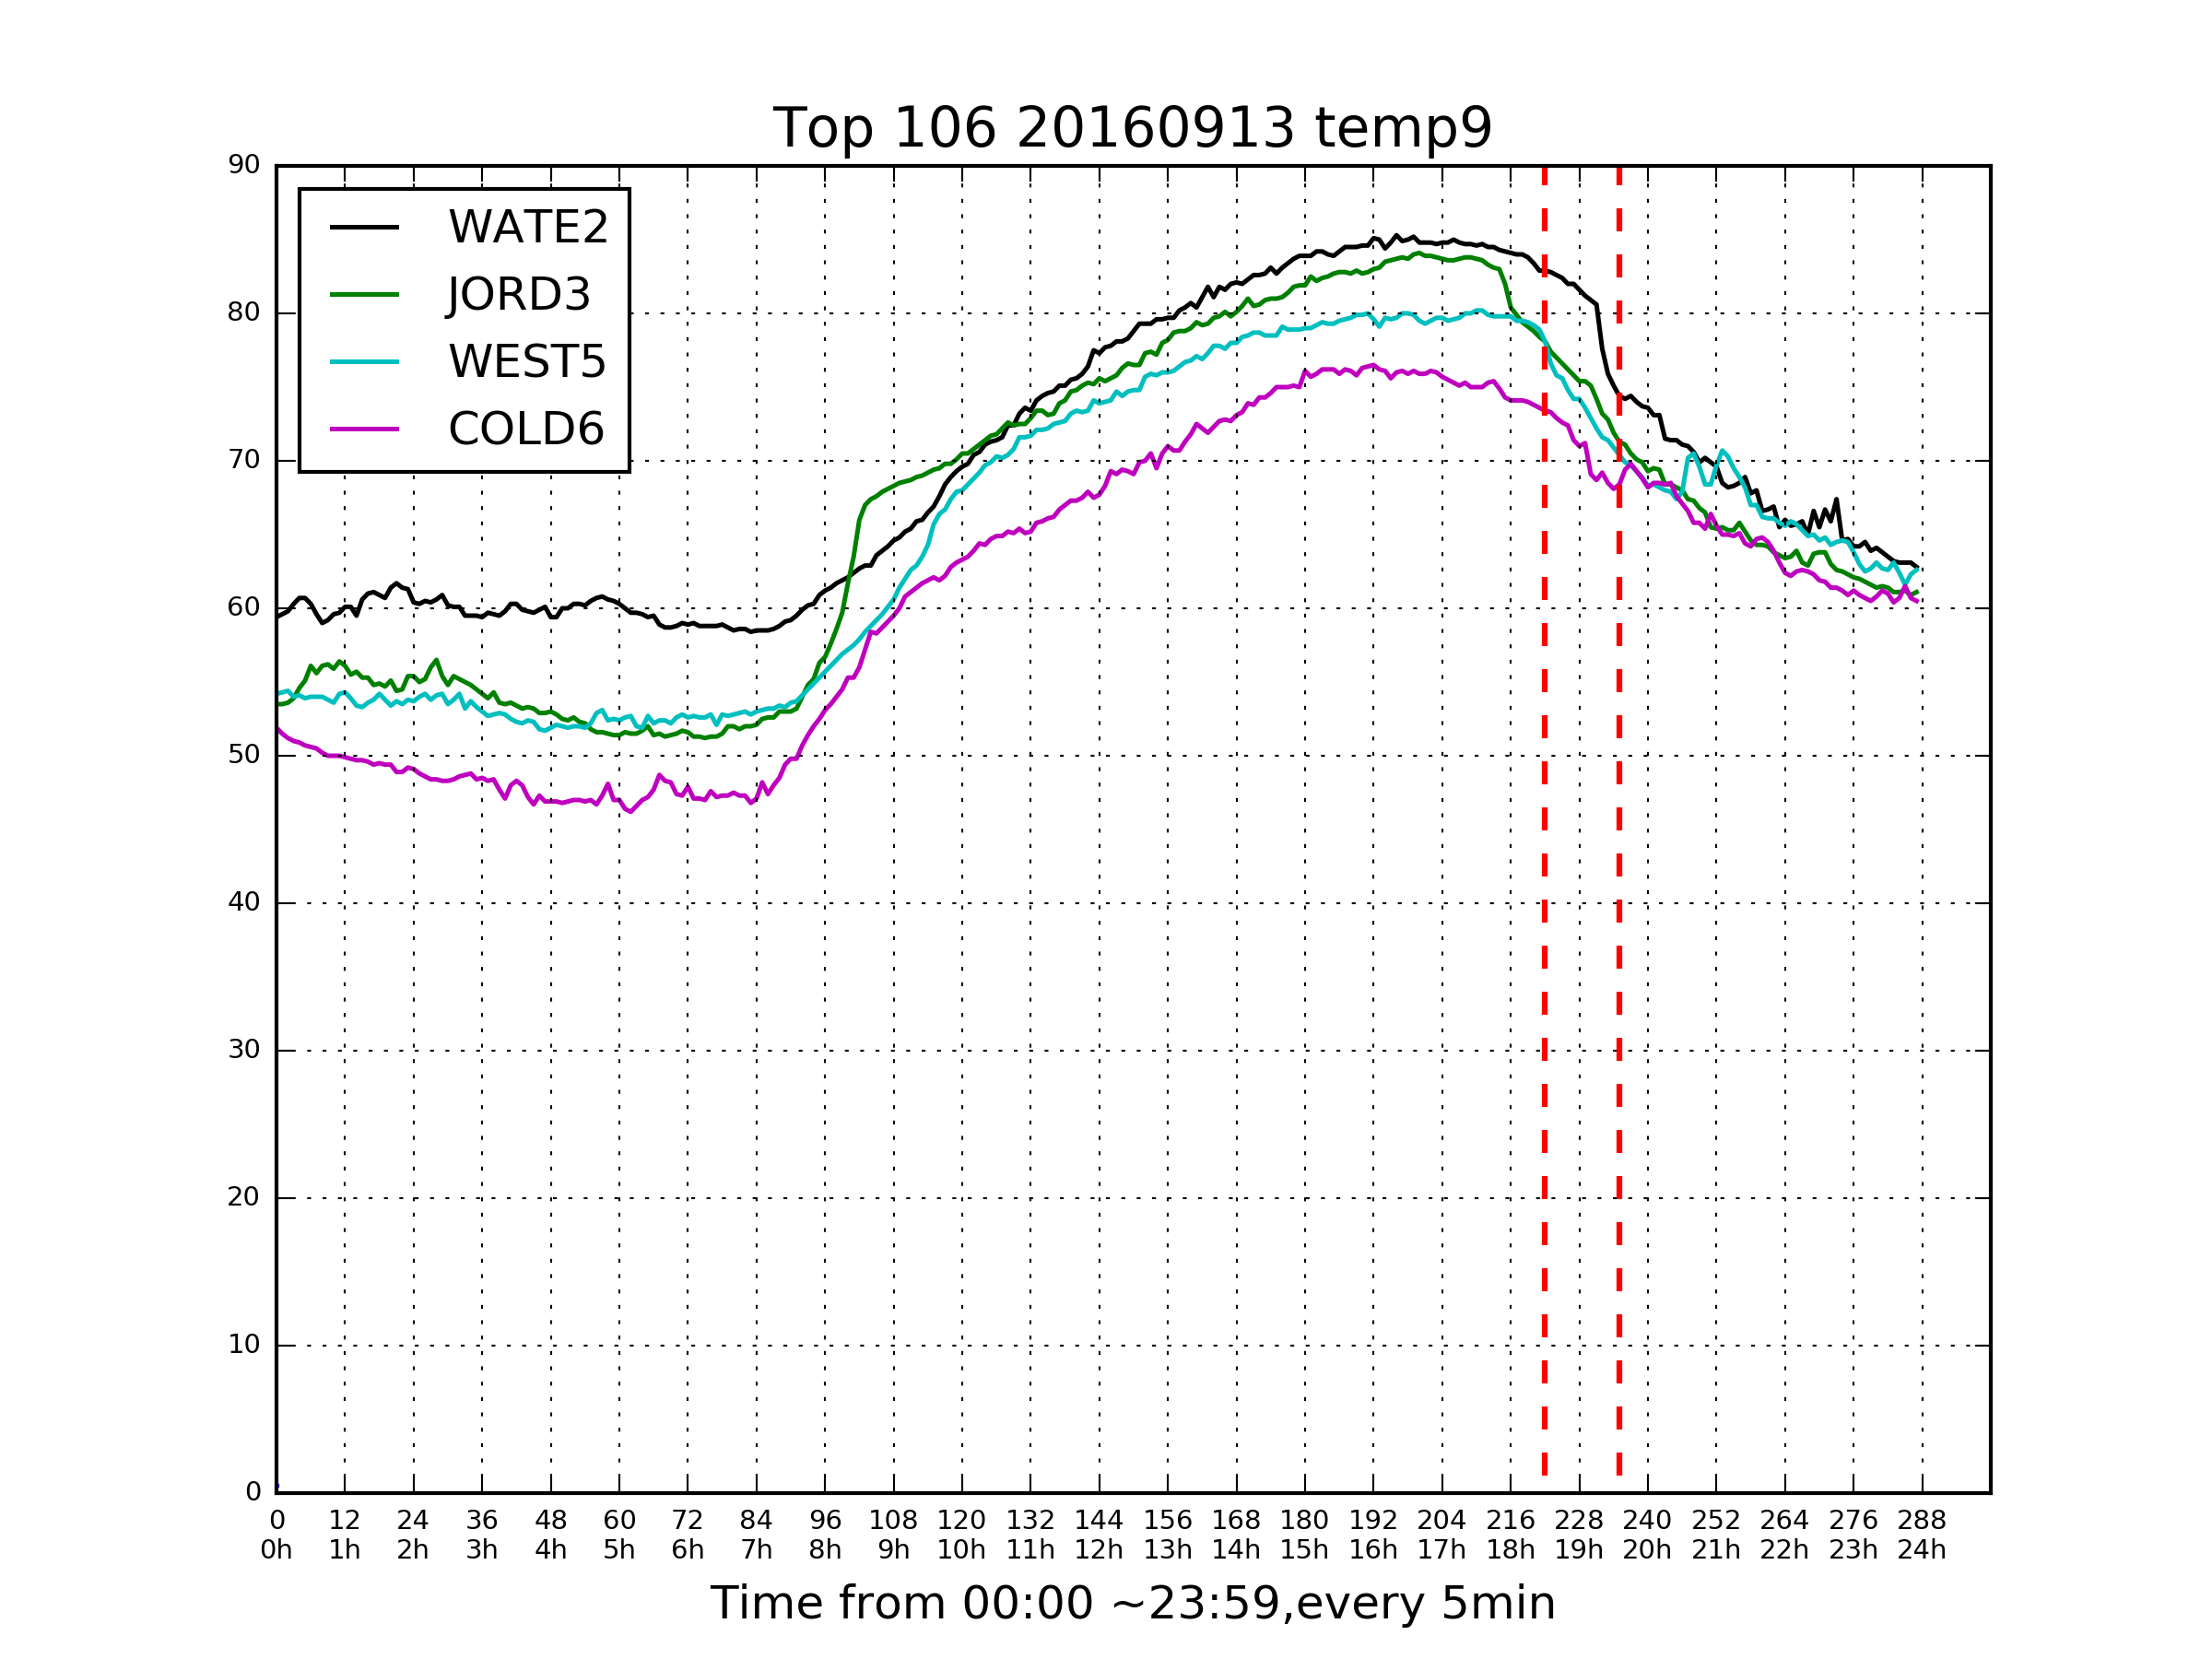 Top 106 20160913 temp9
90
80
70
60
50
40
30
20
10
0
WATE2
JORD3
WEST5
COLD6
0 12 24 36 48 60 72 84 96 108 120 132 144 156 168 180 192 204 216 228 240 252 264 276 288
0h 1h 2h 3h 4h 5h 6h 7h 8h 9h 10h 11h 12h 13h 14h 15h 16h 17h 18h 19h 20h 21h 22h 23h 24h
Time from 00:00 ~23:59,every 5min